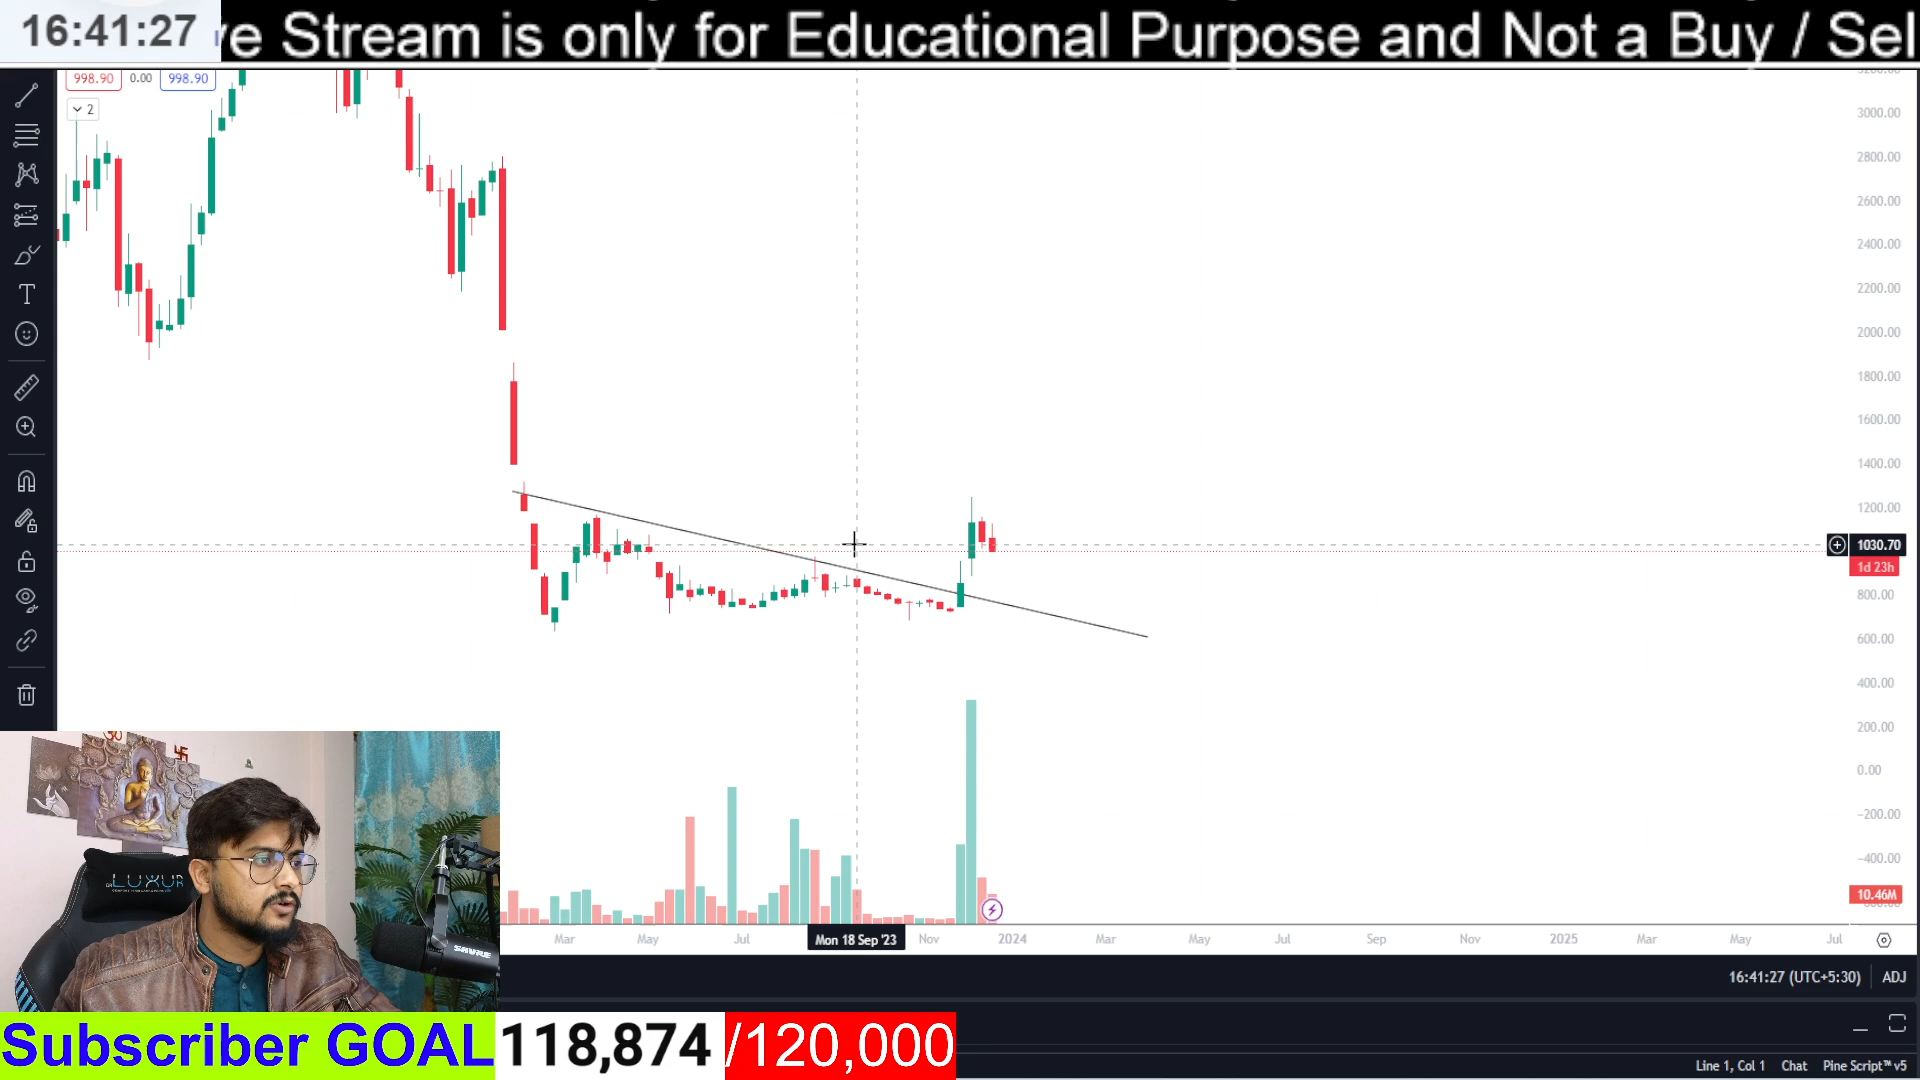 16:41:27
ve Stream is only for Educational Purpose and Not a Buy / Sel
998.90 0.00 998.90
2
3000.00
2800.00
2600.00
2400.00
2200.00
2000.00
1800.00
1600.00
1400.00
1200.00
1030.70
1d 23h
800.00
600.00
400.00
200.00
0.00
−200.00
−400.00
10.46M
Mar May Jul Mon 18 Sep '23 Nov 2024 Mar May Jul Sep Nov 2025 Mar May Jul
16:41:27 (UTC+5:30) ADJ
LUXUR
SHURE
Subscriber GOAL 118,874 /120,000
Line 1, Col 1 Chat Pine Script™ v5